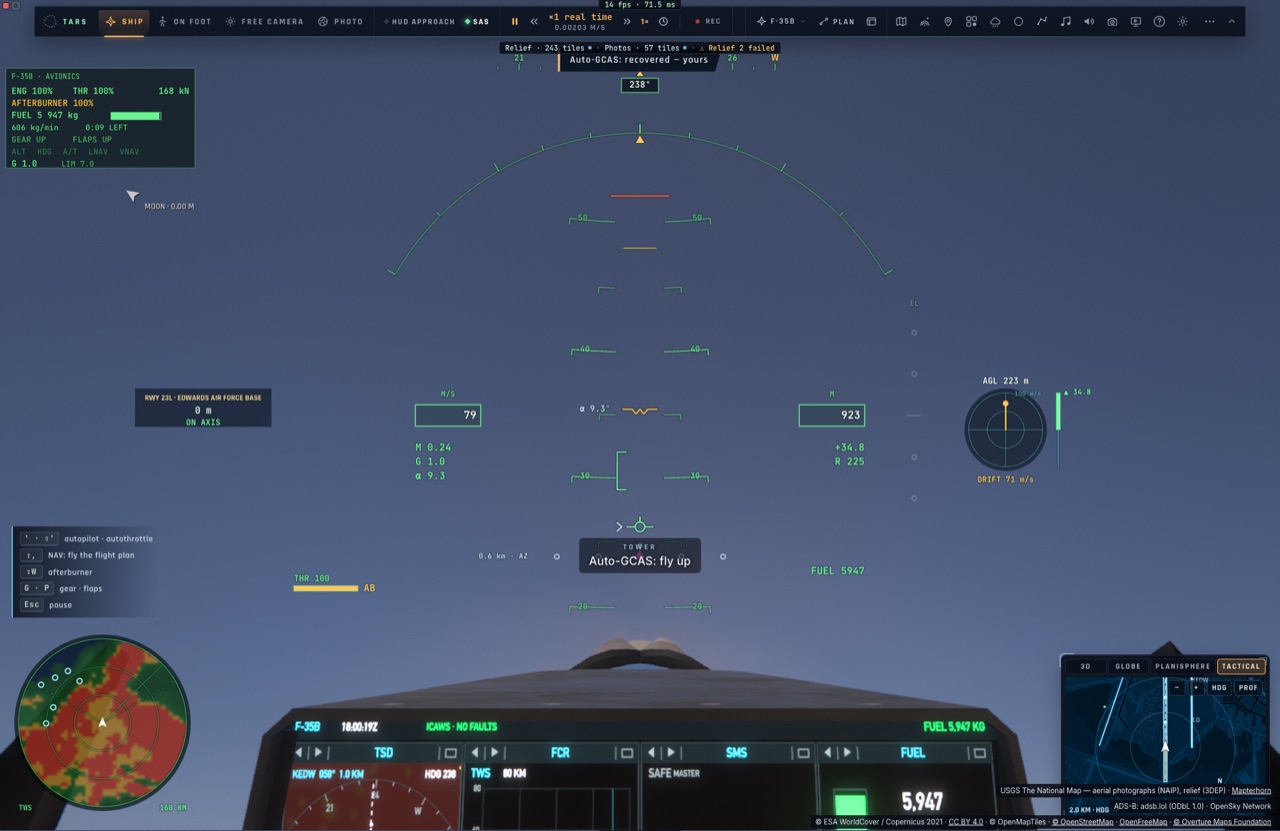 14 fps · 71.5 ms
TARS
SHIP
ON FOOT
FREE CAMERA
PHOTO
HUD APPROACH
SAS
×1 real time
0.00203 M/S
1×
REC
F-35B
PLAN
Relief · 243 tiles · Photos · 57 tiles · Relief 2 failed
Auto-GCAS: recovered — yours
21
26
W
238°
F-35B · AVIONICS
ENG 100% THR 100% 168 kN
AFTERBURNER 100%
FUEL 5 947 kg
606 kg/min 0:09 LEFT
GEAR UP FLAPS UP
ALT HDG A/T LNAV VNAV
G 1.0 LIM 7.0
MOON · 0.00 M
50 50
EL
40 40
RWY 23L · EDWARDS AIR FORCE BASE
0 m
ON AXIS
M/S
79
M 0.24
G 1.0
α 9.3
α 9.3°
M
923
+34.8
R 225
AGL 223 m
100 m/s
▲ 34.8
DRIFT 71 m/s
30 30
' · ⇧' autopilot · autothrottle
⇧, NAV: fly the flight plan
⇧W afterburner
G · P gear · flaps
Esc pause
0.6 km · AZ
TOWER
Auto-GCAS: fly up
FUEL 5947
THR 100
AB
20 20
TWS
160 KM
F-35B 18:00:19Z ICAWS · NO FAULTS FUEL 5,947 KG
TSD
FCR
SMS
FUEL
KEDW 058° 1.0 KM HDG 238
21
24
W
TWS 80 KM
80
40
SAFE MASTER
5,947
3D
GLOBE
PLANISPHERE
TACTICAL
−
+
HDG
PROF
N
2.0 KM · HDG
USGS The National Map — aerial photographs (NAIP), relief (3DEP) · Mapterhorn
ADS-B: adsb.lol (ODbL 1.0) · OpenSky Network
© ESA WorldCover / Copernicus 2021 · CC BY 4.0 · © OpenMapTiles · © OpenStreetMap · OpenFreeMap · © Overture Maps Foundation